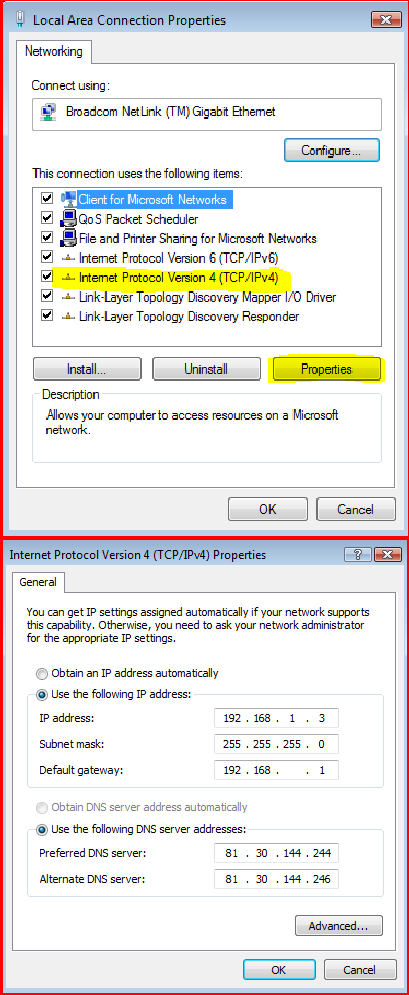 Local Area Connection Properties
Networking
Connect using:
Broadcom NetLink (TM) Gigabit Ethernet
Configure...
This connection uses the following items:
Client for Microsoft Networks
QoS Packet Scheduler
File and Printer Sharing for Microsoft Networks
Internet Protocol Version 6 (TCP/IPv6)
Internet Protocol Version 4 (TCP/IPv4)
Link-Layer Topology Discovery Mapper I/O Driver
Link-Layer Topology Discovery Responder
Install... Uninstall Properties
Description
Allows your computer to access resources on a Microsoft
network.
OK Cancel
Internet Protocol Version 4 (TCP/IPv4) Properties
General
You can get IP settings assigned automatically if your network supports
this capability. Otherwise, you need to ask your network administrator
for the appropriate IP settings.
Obtain an IP address automatically
Use the following IP address:
IP address: 192 . 168 . 1 . 3
Subnet mask: 255 . 255 . 255 . 0
Default gateway: 192 . 168 . . 1
Obtain DNS server address automatically
Use the following DNS server addresses:
Preferred DNS server: 81 . 30 . 144 . 244
Alternate DNS server: 81 . 30 . 144 . 246
Advanced...
OK Cancel